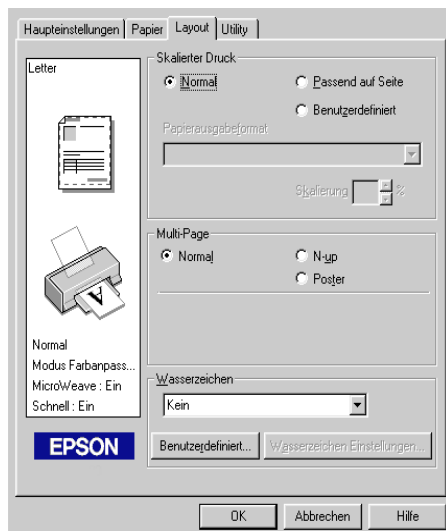 Haupteinstellungen Papier Layout Utility
Letter
Normal
Modus Farbanpass...
MicroWeave : Ein
Schnell : Ein
EPSON
Skalierter Druck
Normal
Passend auf Seite
Benutzerdefiniert
Papierausgabeformat
Skalierung %
Multi-Page
Normal
N-up
Poster
Wasserzeichen
Kein
Benutzerdefiniert... Wasserzeichen Einstellungen...
OK Abbrechen Hilfe